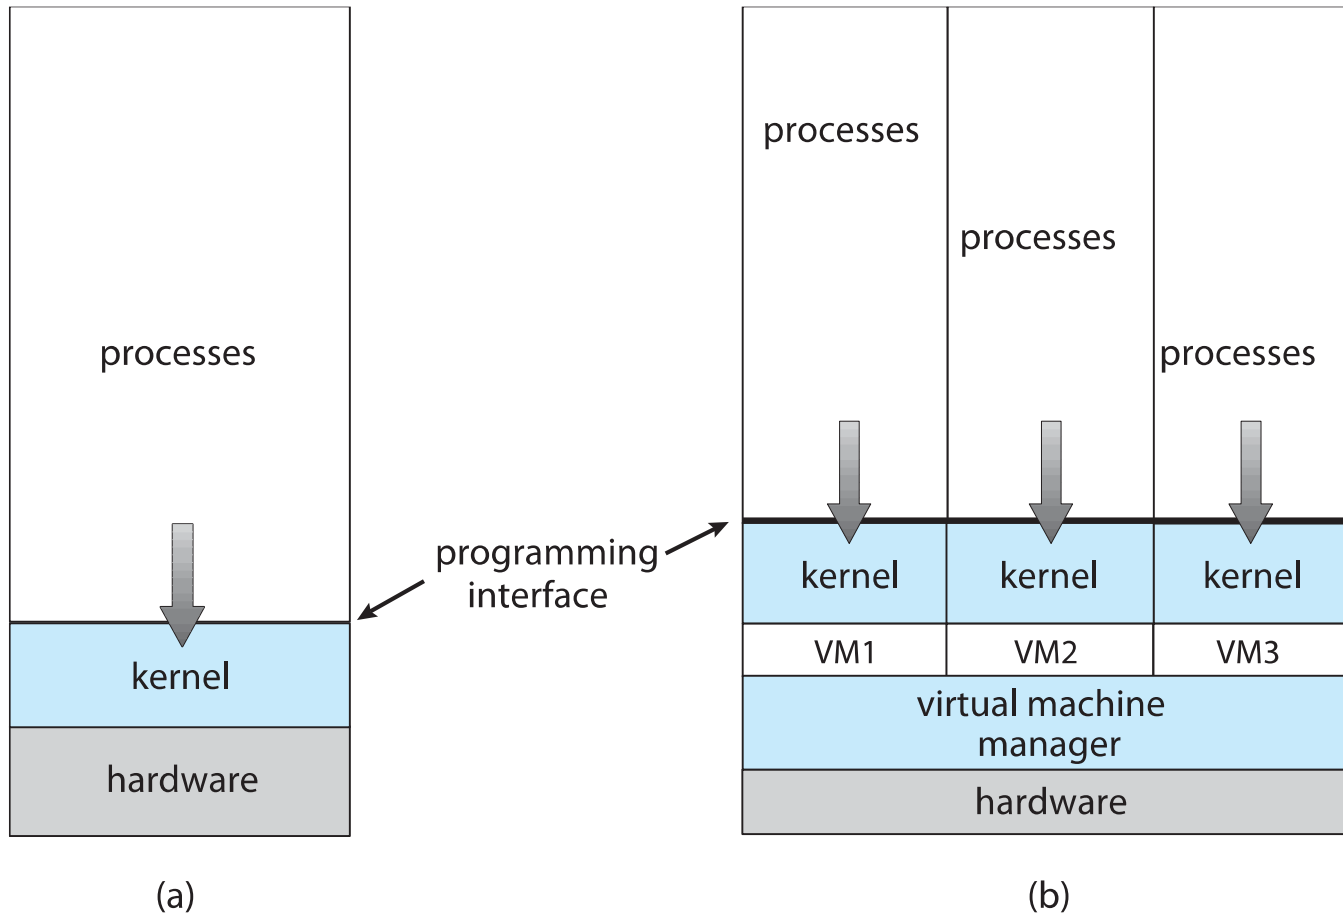 processes
kernel
hardware
(a)
programming
interface
processes
processes
processes
kernel
kernel
kernel
VM1
VM2
VM3
virtual machine
manager
hardware
(b)